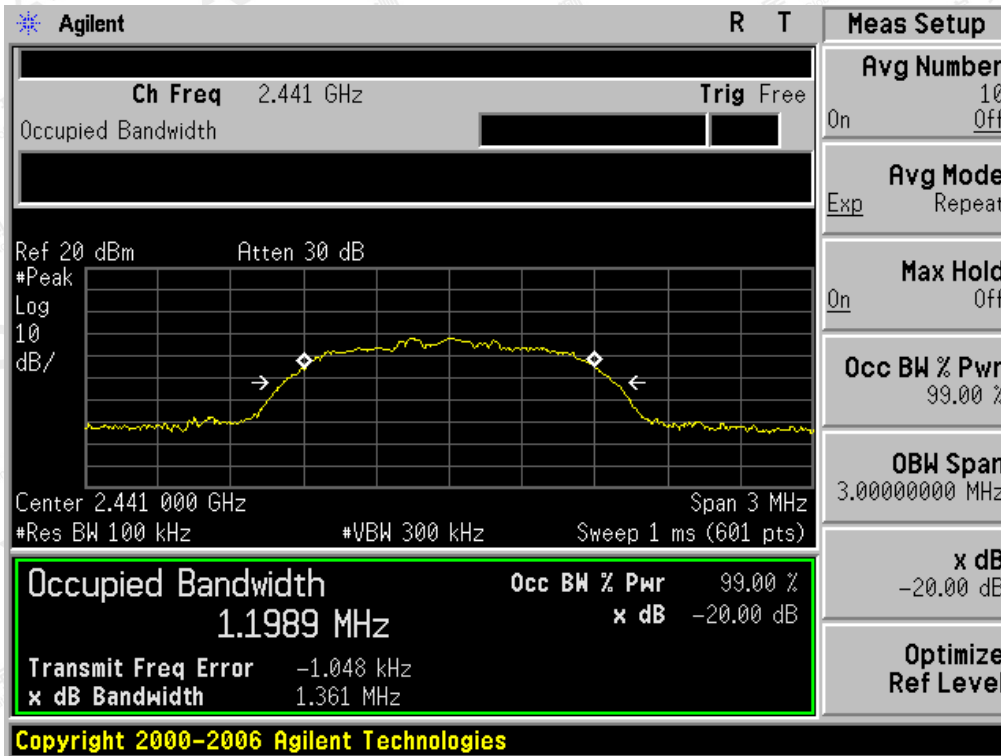 Agilent R T
Ch Freq 2.441 GHz Trig Free
Occupied Bandwidth
Ref 20 dBm Atten 30 dB
#Peak
Log
10
dB/
Center 2.441 000 GHz Span 3 MHz
#Res BW 100 kHz #VBW 300 kHz Sweep 1 ms (601 pts)
Occupied Bandwidth
1.1989 MHz
Occ BW % Pwr 99.00 %
x dB -20.00 dB
Transmit Freq Error -1.048 kHz
x dB Bandwidth 1.361 MHz
Copyright 2000-2006 Agilent Technologies
Meas Setup
Avg Number
10
On Off
Avg Mode
Exp Repeat
Max Hold
On Off
Occ BW % Pwr
99.00 %
OBW Span
3.00000000 MHz
x dB
-20.00 dB
Optimize
Ref Level